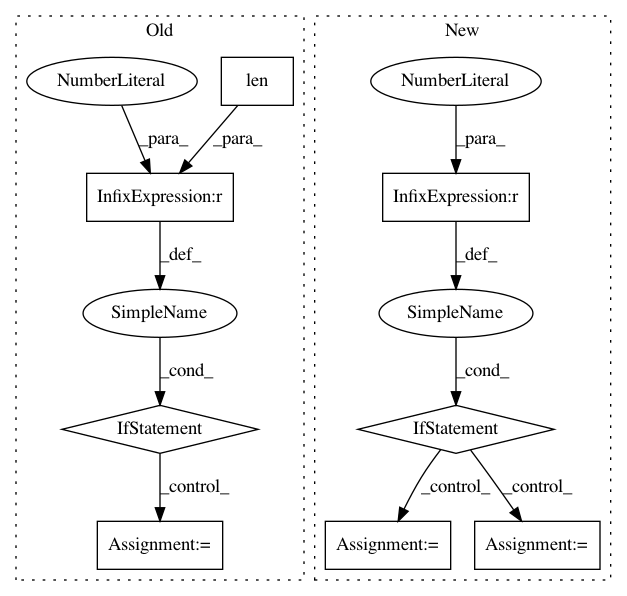 Old
New
NumberLiteral
len
NumberLiteral
_para_
_para_
_para_
InfixExpression:r
InfixExpression:r
_def_
_def_
SimpleName
SimpleName
_cond_
_cond_
IfStatement
IfStatement
_control_
_control_
_control_
Assignment:=
Assignment:=
Assignment:=